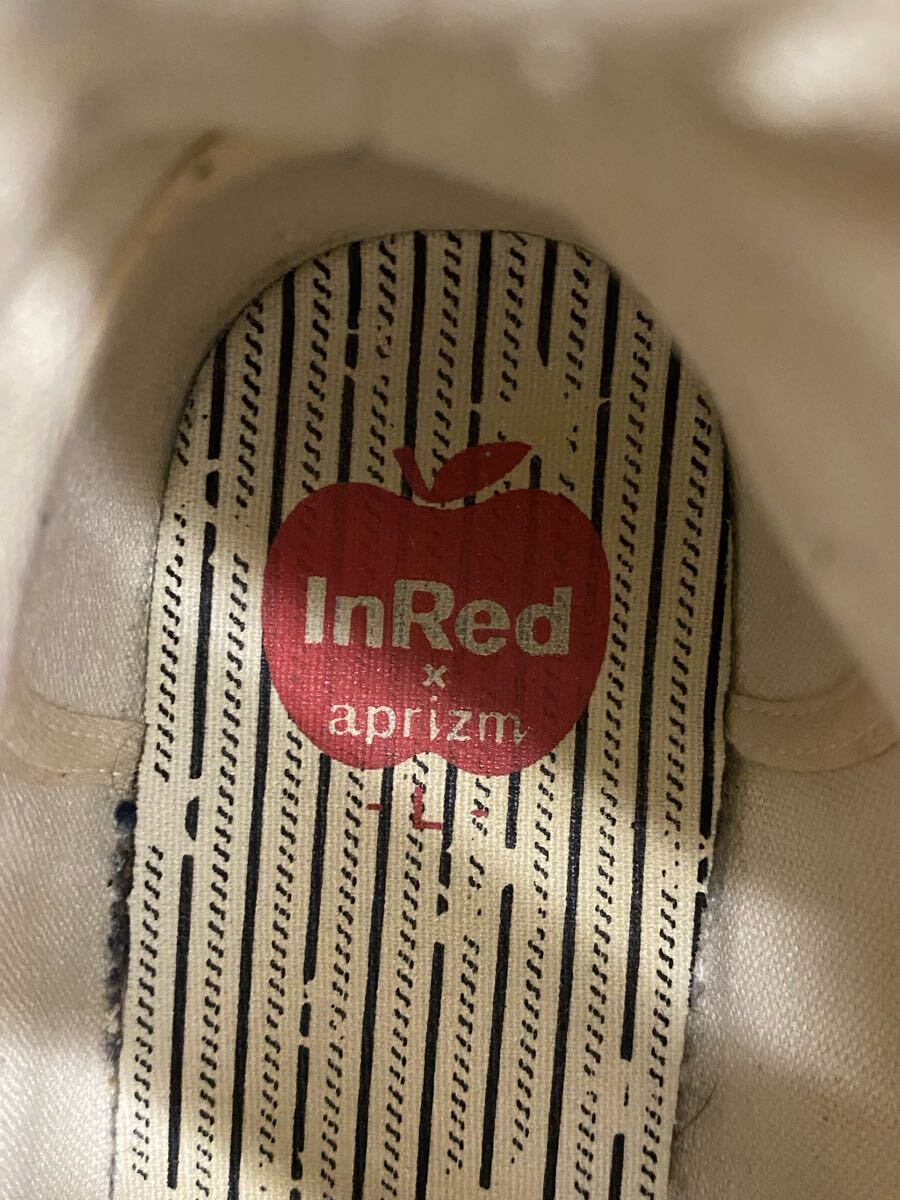 InRed
x
aprizm
- L -